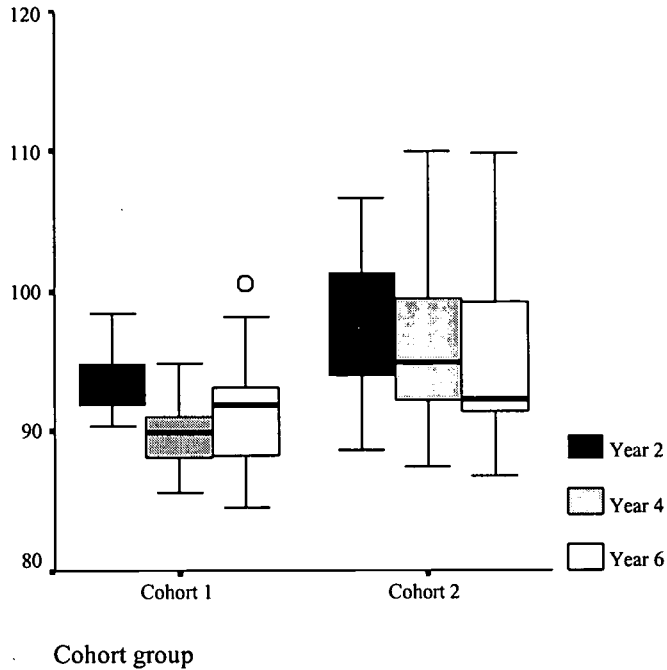 120
110
100
90
80
Cohort 1
Cohort 2
Year 2
Year 4
Year 6
Cohort group